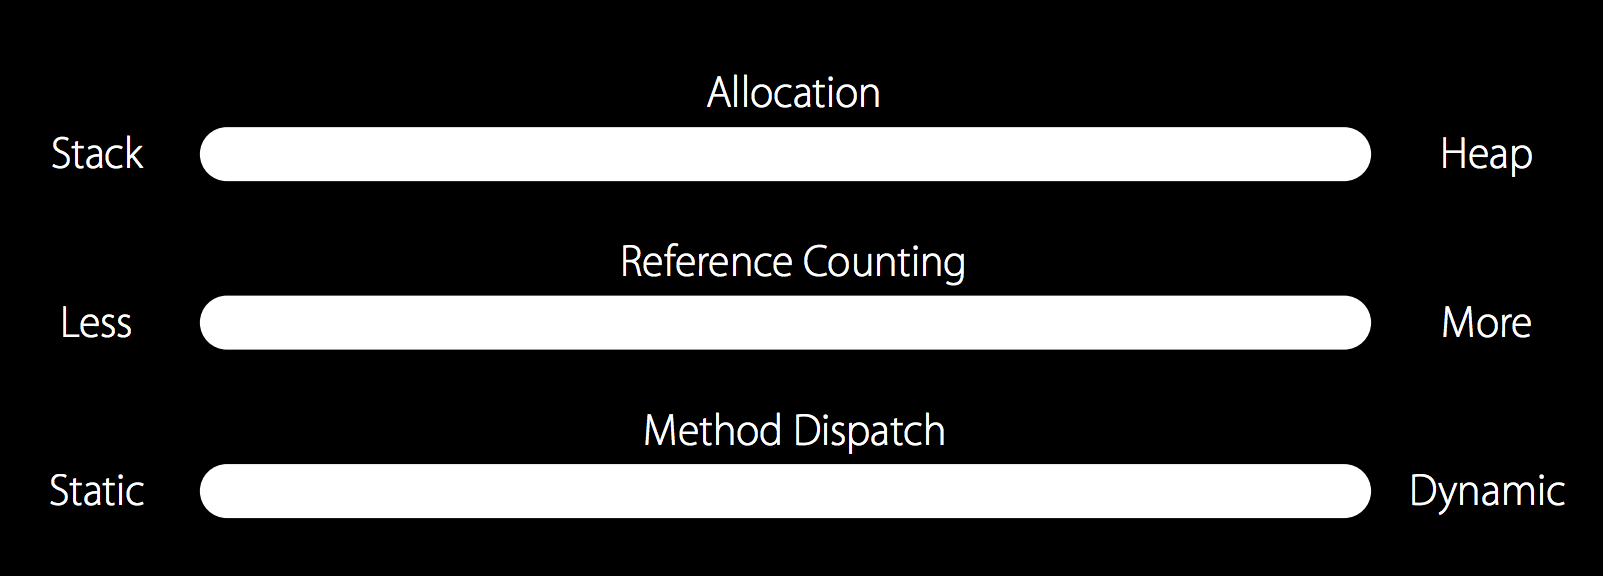 Allocation
Stack Heap
Reference Counting
Less More
Method Dispatch
Static Dynamic